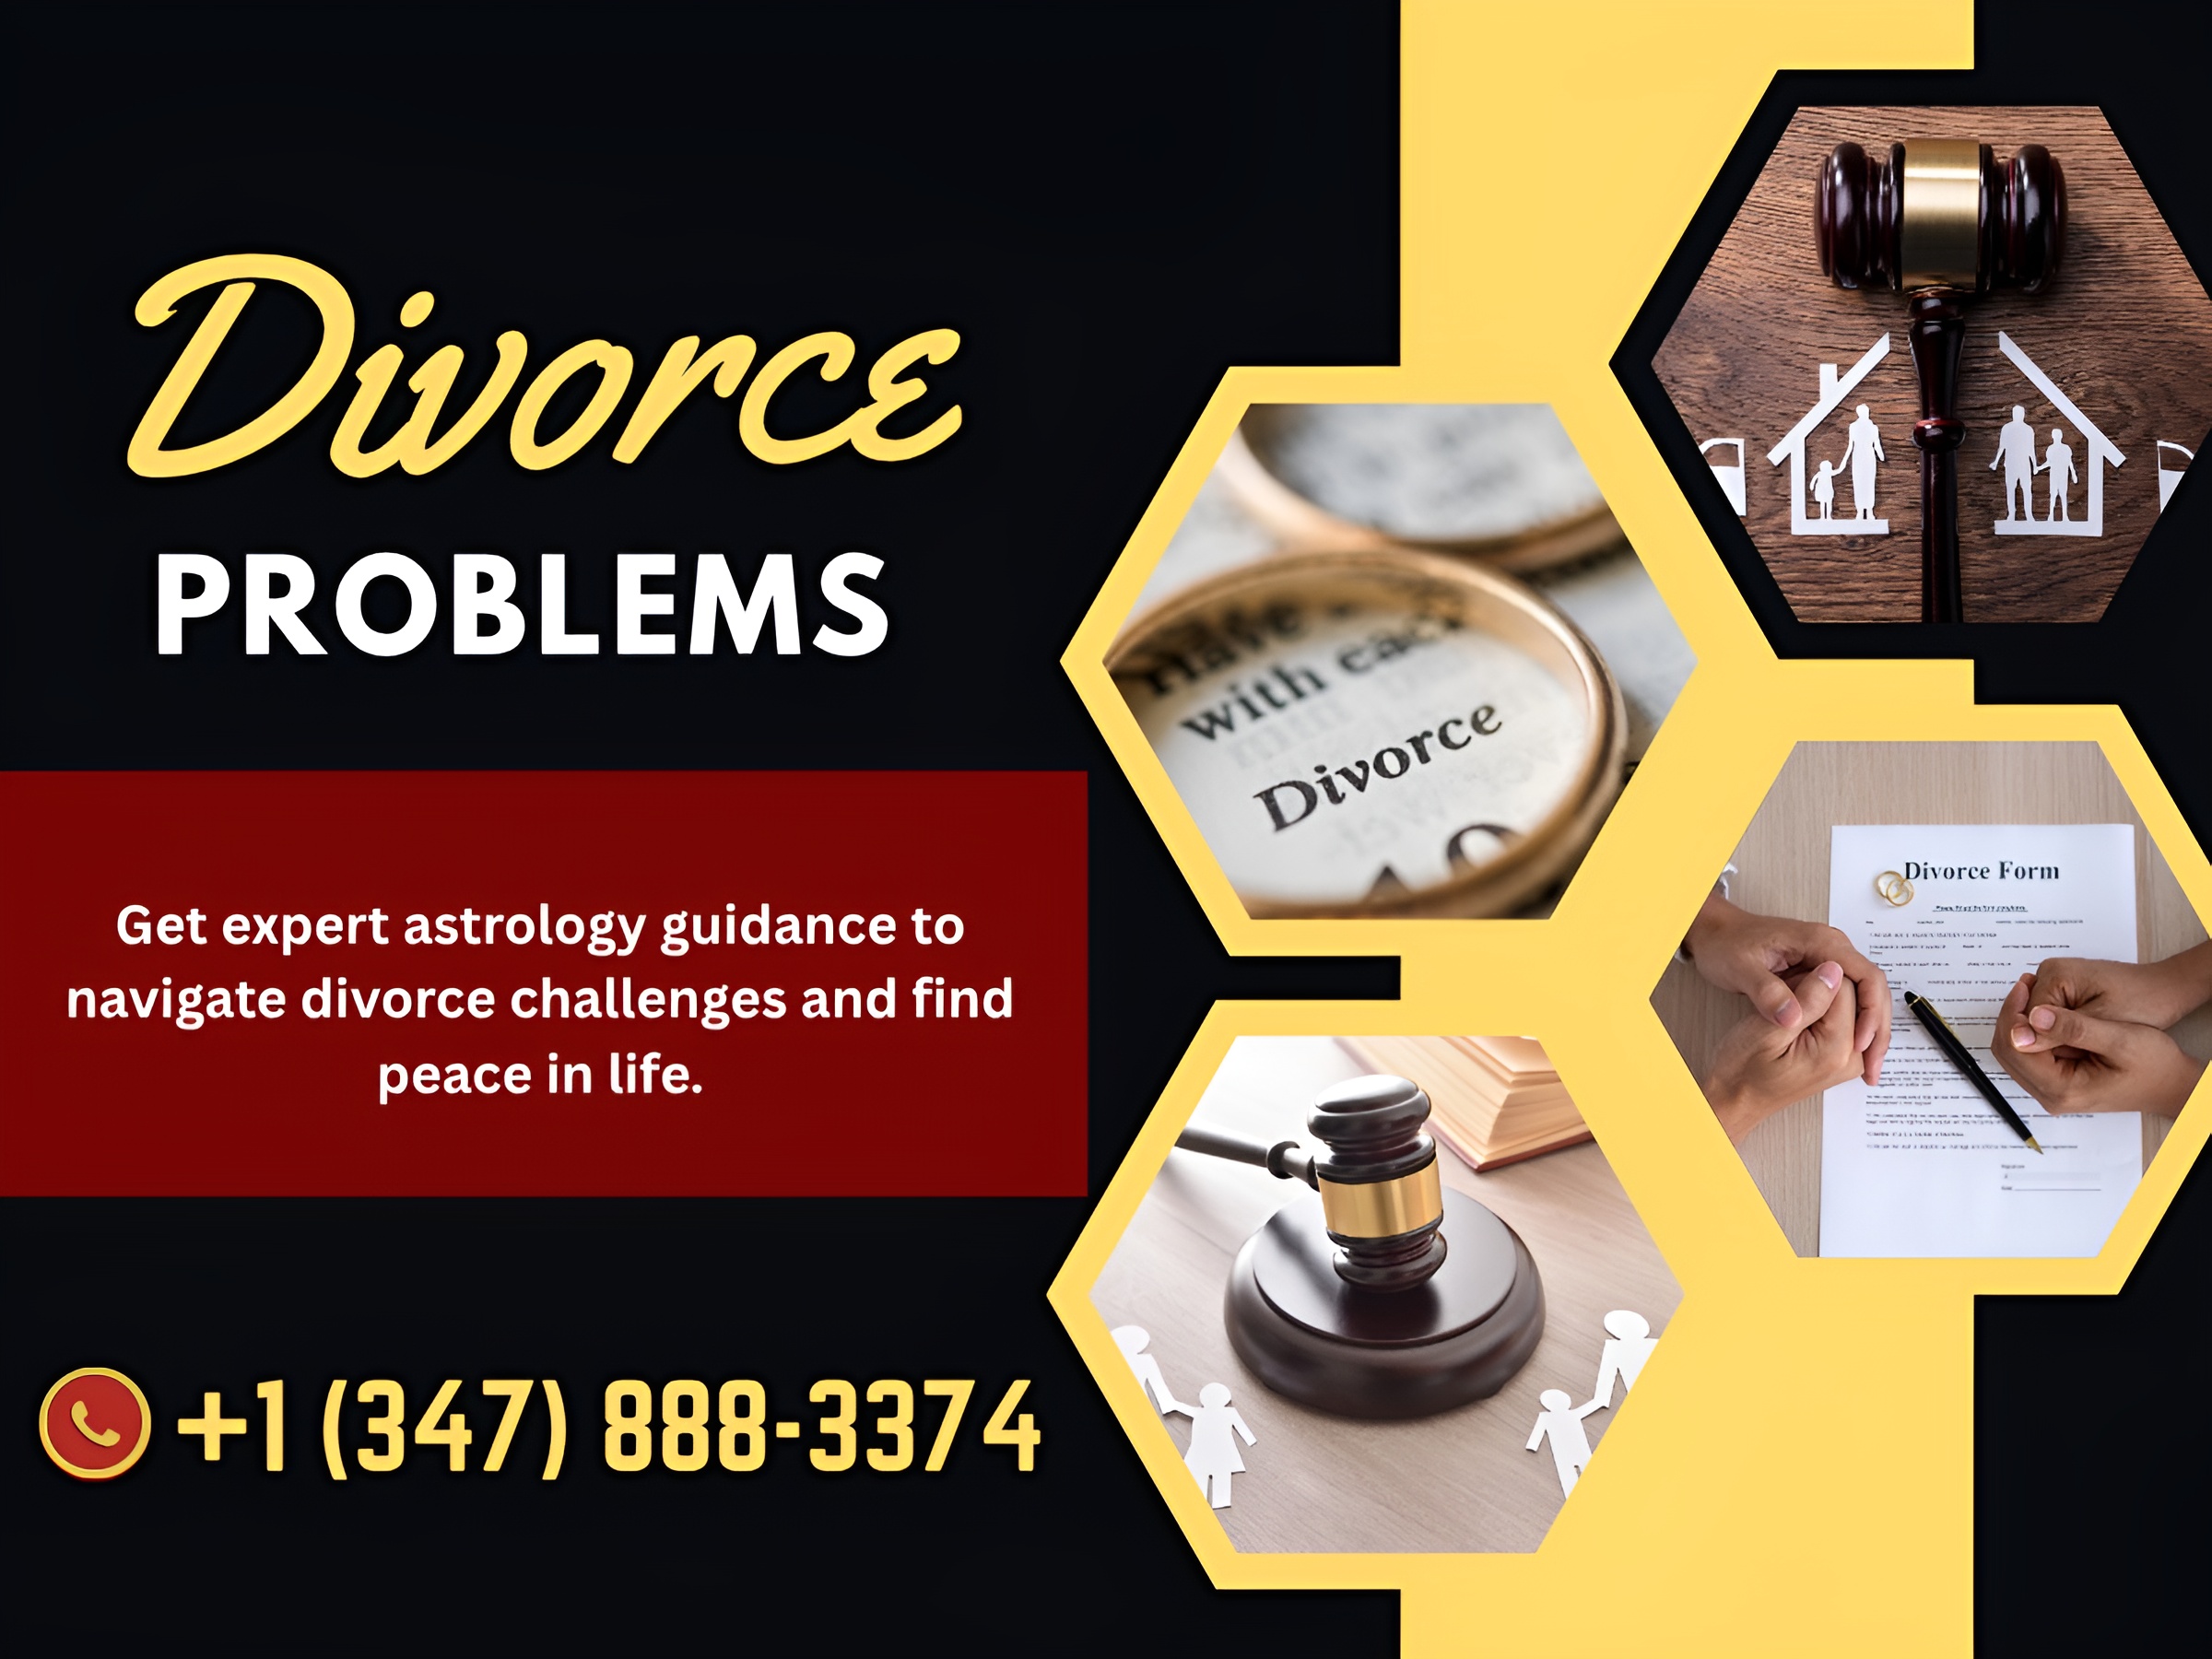 Divorce
PROBLEMS
Get expert astrology guidance to
navigate divorce challenges and find
peace in life.
+1 (347) 888-3374
with each
Divorce
Divorce Form